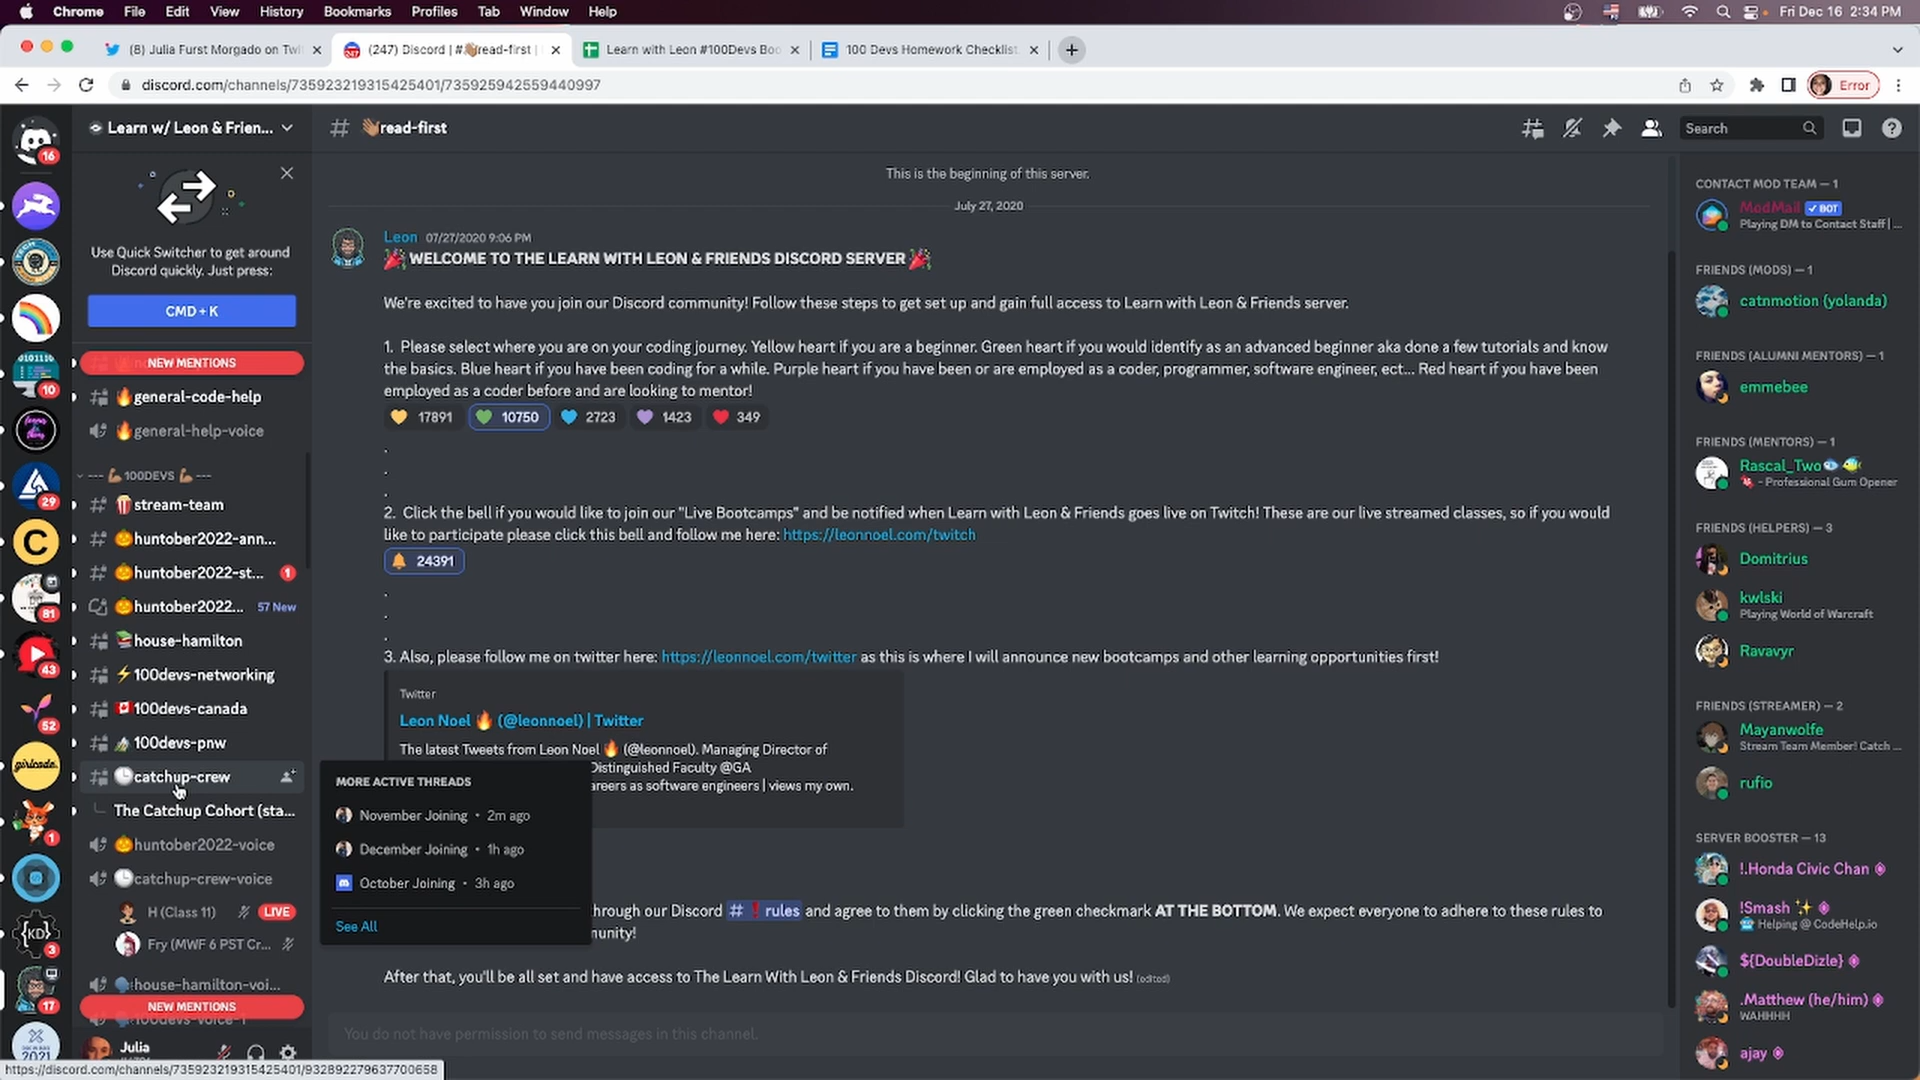 Chrome File Edit View History Bookmarks Profiles Tab Window Help Fri Dec 16 2:34 PM
(8) Julia Furst Morgado on Twi
(247) Discord | #👋🏽read-first |
Learn with Leon #100Devs Boo
100 Devs Homework Checklist
discord.com/channels/735923219315425401/735925942559440997
Error
Learn w/ Leon & Frien...
# 👋🏽read-first
Search
16
10
29
C
81
43
52
girlcode.
1
{KD}
3
17
2021
Use Quick Switcher to get around
Discord quickly. Just press:
CMD + K
NEW MENTIONS
🔥general-code-help
🔥general-help-voice
--- 💪🏽100DEVS 💪🏽---
🍿stream-team
🎃huntober2022-ann...
🎃huntober2022-st... 1
🎃huntober2022... 57 New
📚house-hamilton
⚡100devs-networking
🇨🇦100devs-canada
100devs-pnw
🕒catchup-crew
The Catchup Cohort (sta...
🎃huntober2022-voice
🕒catchup-crew-voice
H (Class 11) LIVE
Fry (MWF 6 PST Cr...
house-hamilton-voi...
NEW MENTIONS
100devs-voice-1
Julia
https://discord.com/channels/735923219315425401/932892279637700658
This is the beginning of this server.
July 27, 2020
Leon 07/27/2020 9:06 PM
🎉 WELCOME TO THE LEARN WITH LEON & FRIENDS DISCORD SERVER 🎉
We're excited to have you join our Discord community! Follow these steps to get set up and gain full access to Learn with Leon & Friends server.
1. Please select where you are on your coding journey. Yellow heart if you are a beginner. Green heart if you would identify as an advanced beginner aka done a few tutorials and know
the basics. Blue heart if you have been coding for a while. Purple heart if you have been or are employed as a coder, programmer, software engineer, ect... Red heart if you have been
employed as a coder before and are looking to mentor!
💛 17891 💚 10750 💙 2723 💜 1423 ❤️ 349
.
.
.
2. Click the bell if you would like to join our "Live Bootcamps" and be notified when Learn with Leon & Friends goes live on Twitch! These are our live streamed classes, so if you would
like to participate please click this bell and follow me here: https://leonnoel.com/twitch
🔔 24391
.
.
.
3. Also, please follow me on twitter here: https://leonnoel.com/twitter as this is where I will announce new bootcamps and other learning opportunities first!
Twitter
Leon Noel 🔥 (@leonnoel) | Twitter
The latest Tweets from Leon Noel 🔥 (@leonnoel). Managing Director of
Distinguished Faculty @GA
areers as software engineers | views my own.
MORE ACTIVE THREADS
November Joining • 2m ago
December Joining • 1h ago
October Joining • 3h ago
See All
hrough our Discord # ❗rules and agree to them by clicking the green checkmark AT THE BOTTOM. We expect everyone to adhere to these rules to
munity!
After that, you'll be all set and have access to The Learn With Leon & Friends Discord! Glad to have you with us! (edited)
You do not have permission to send messages in this channel.
CONTACT MOD TEAM — 1
ModMail ✓ BOT
Playing DM to Contact Staff | ...
FRIENDS (MODS) — 1
catnmotion (yolanda)
FRIENDS (ALUMNI MENTORS) — 1
emmebee
FRIENDS (MENTORS) — 1
Rascal_Two🐟🐠
- Professional Gum Opener
FRIENDS (HELPERS) — 3
Domitrius
kwlski
Playing World of Warcraft
Ravavyr
FRIENDS (STREAMER) — 2
Mayanwolfe
Stream Team Member! Catch ...
rufio
SERVER BOOSTER — 13
!.Honda Civic Chan
!Smash ✨
Helping @ CodeHelp.io
${DoubleDizle}
.Matthew (he/him)
WAHHHH
ajay